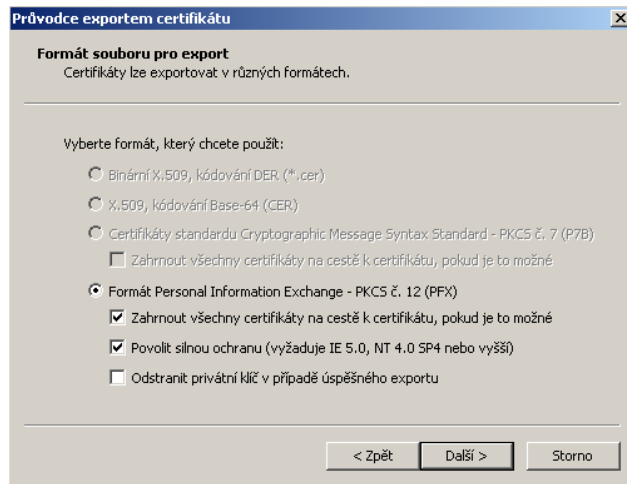 Průvodce exportem certifikátu
Formát souboru pro export
Certifikáty lze exportovat v různých formátech.
Vyberte formát, který chcete použít:
Binární X.509, kódování DER (*.cer)
X.509, kódování Base-64 (CER)
Certifikáty standardu Cryptographic Message Syntax Standard - PKCS č. 7 (P7B)
Zahrnout všechny certifikáty na cestě k certifikátu, pokud je to možné
Formát Personal Information Exchange - PKCS č. 12 (PFX)
Zahrnout všechny certifikáty na cestě k certifikátu, pokud je to možné
Povolit silnou ochranu (vyžaduje IE 5.0, NT 4.0 SP4 nebo vyšší)
Odstranit privátní klíč v případě úspěšného exportu
< Zpět Další > Storno